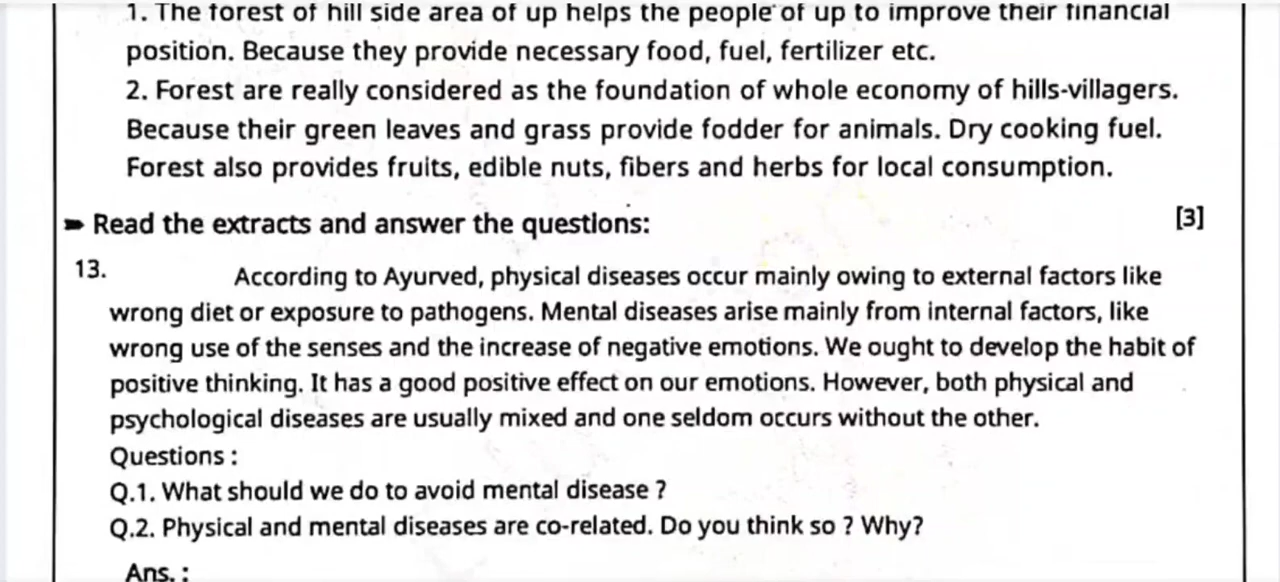 1. The forest of hill side area of up helps the people of up to improve their financial
position. Because they provide necessary food, fuel, fertilizer etc.
2. Forest are really considered as the foundation of whole economy of hills-villagers.
Because their green leaves and grass provide fodder for animals. Dry cooking fuel.
Forest also provides fruits, edible nuts, fibers and herbs for local consumption.
➨ Read the extracts and answer the questions: [3]
13. According to Ayurved, physical diseases occur mainly owing to external factors like
wrong diet or exposure to pathogens. Mental diseases arise mainly from internal factors, like
wrong use of the senses and the increase of negative emotions. We ought to develop the habit of
positive thinking. It has a good positive effect on our emotions. However, both physical and
psychological diseases are usually mixed and one seldom occurs without the other.
Questions :
Q.1. What should we do to avoid mental disease ?
Q.2. Physical and mental diseases are co-related. Do you think so ? Why?
Ans. :